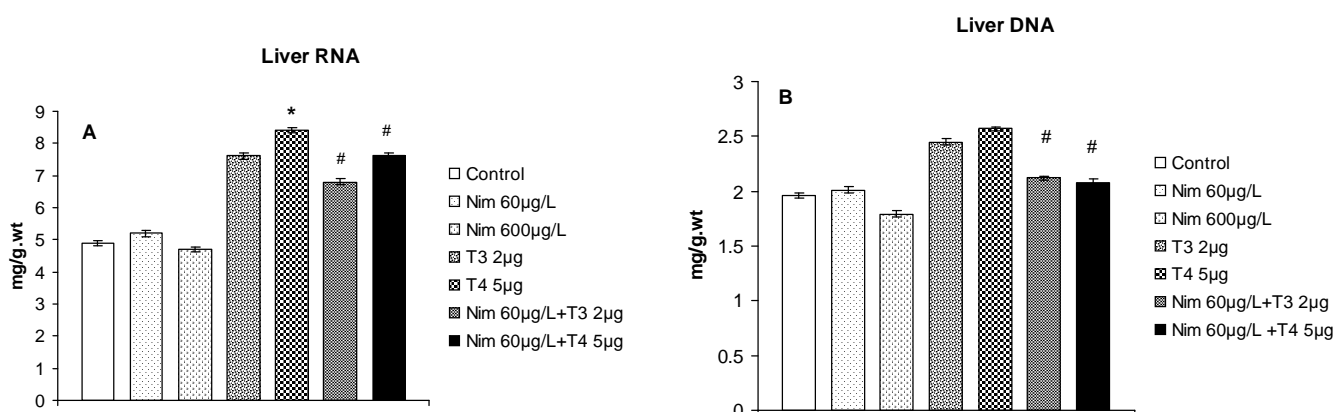 Liver RNA
A
mg/g.wt
9
8
7
6
5
4
3
2
1
0
*
#
#
Control
Nim 60µg/L
Nim 600µg/L
T3 2µg
T4 5µg
Nim 60µg/L+T3 2µg
Nim 60µg/L+T4 5µg
Liver DNA
B
mg/g.wt
3
2.5
2
1.5
1
0.5
0
#
#
Control
Nim 60µg/L
Nim 600µg/L
T3 2µg
T4 5µg
Nim 60µg/L+T3 2µg
Nim 60µg/L +T4 5µg